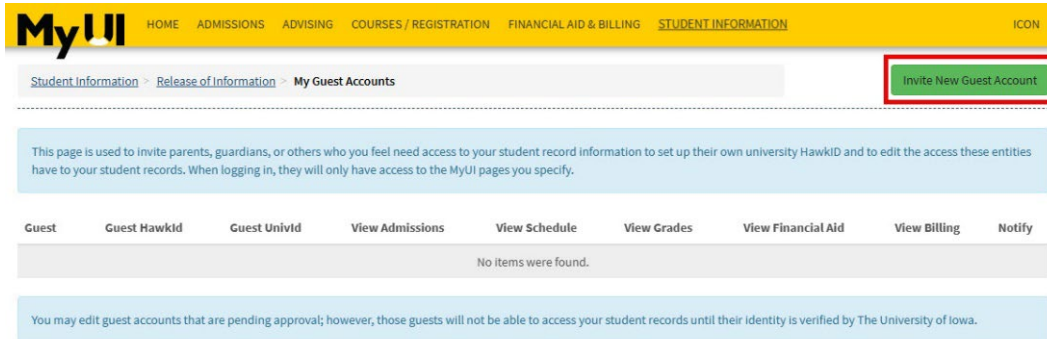 MyUI HOME ADMISSIONS ADVISING COURSES / REGISTRATION FINANCIAL AID & BILLING STUDENT INFORMATION ICON
Student Information > Release of Information > My Guest Accounts Invite New Guest Account
This page is used to invite parents, guardians, or others who you feel need access to your student record information to set up their own university HawkID and to edit the access these entities
have to your student records. When logging in, they will only have access to the MyUI pages you specify.
Guest Guest HawkId Guest UnivId View Admissions View Schedule View Grades View Financial Aid View Billing Notify
No items were found.
You may edit guest accounts that are pending approval; however, those guests will not be able to access your student records until their identity is verified by The University of Iowa.